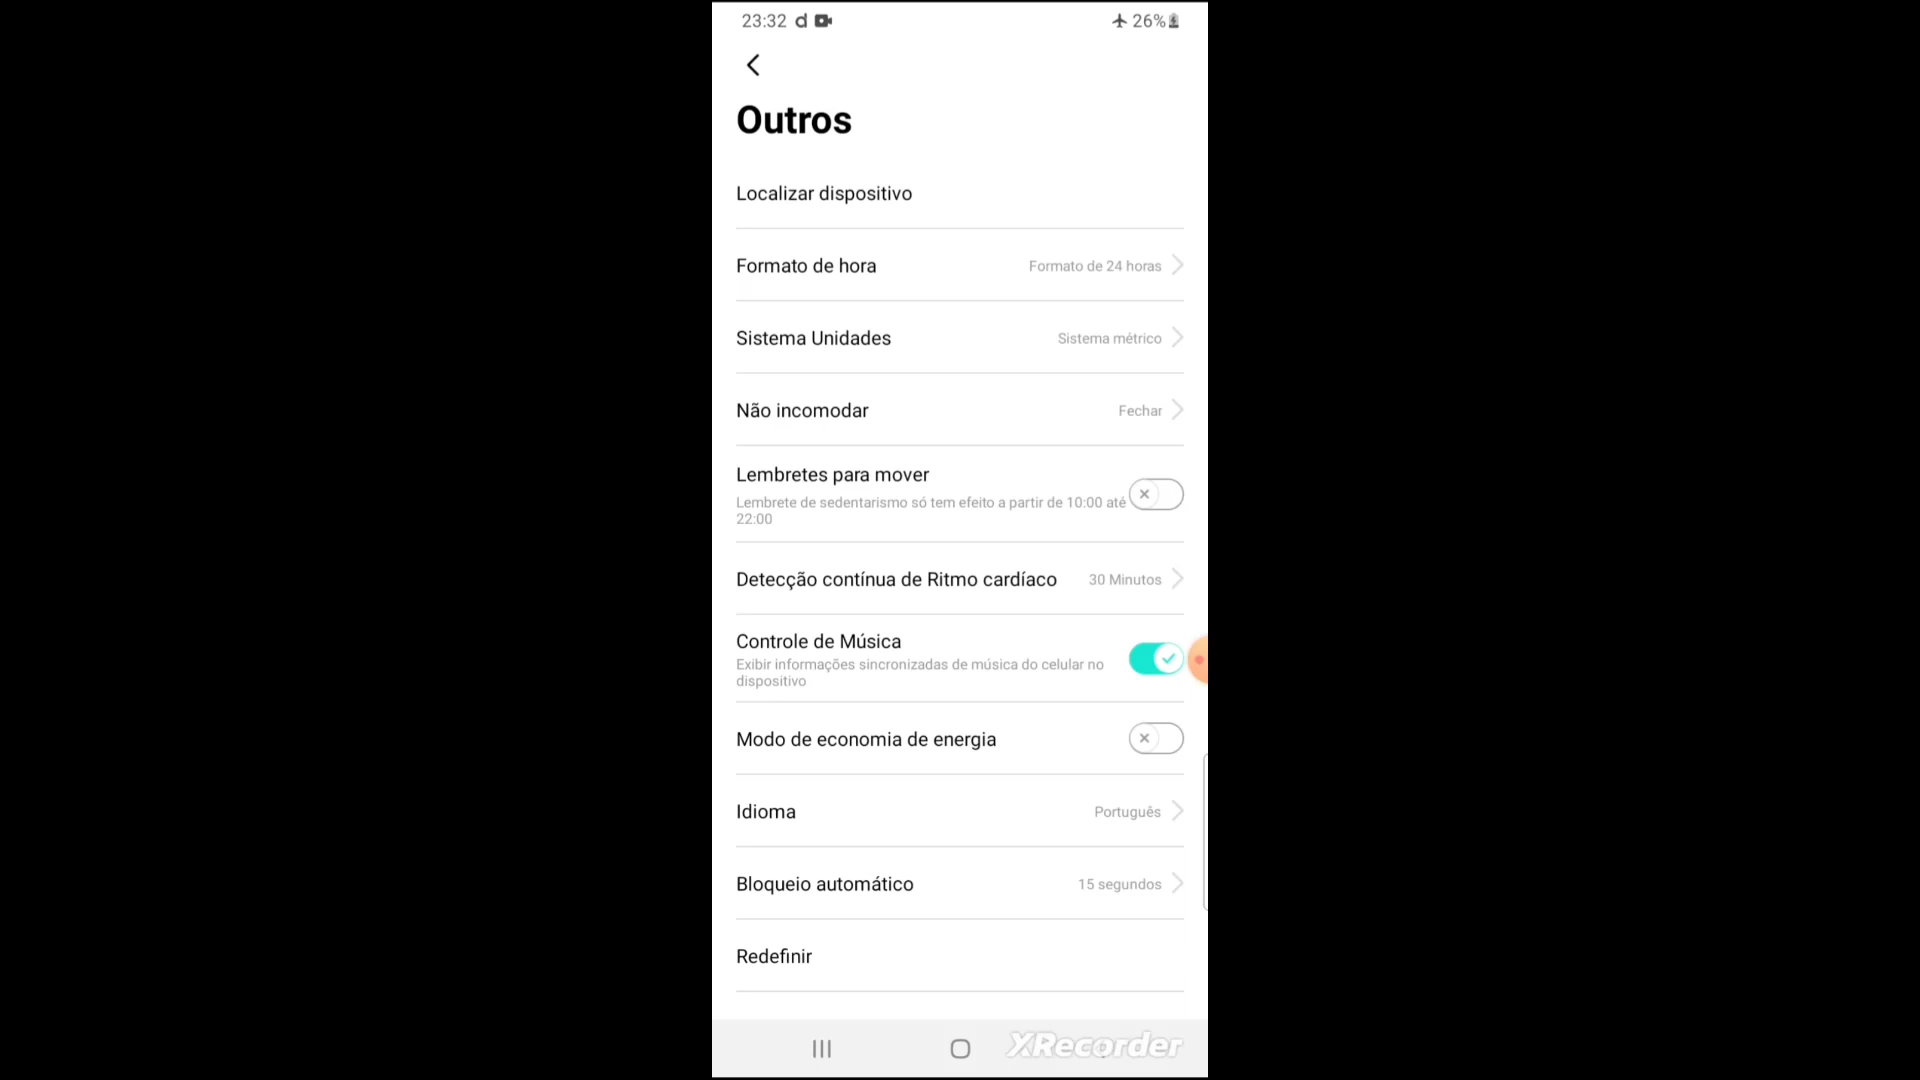 23:32 d
26%
Outros
Localizar dispositivo
Formato de hora Formato de 24 horas
Sistema Unidades Sistema métrico
Não incomodar Fechar
Lembretes para mover
Lembrete de sedentarismo só tem efeito a partir de 10:00 até
22:00
Detecção contínua de Ritmo cardíaco 30 Minutos
Controle de Música
Exibir informações sincronizadas de música do celular no
dispositivo
Modo de economia de energia
Idioma Português
Bloqueio automático 15 segundos
Redefinir
XRecorder